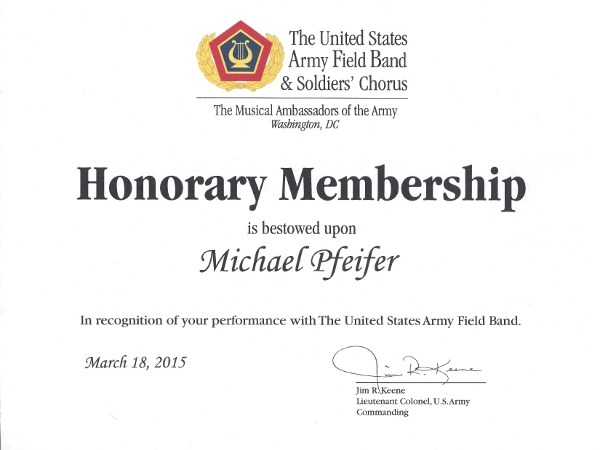 The United States
Army Field Band
& Soldiers' Chorus
The Musical Ambassadors of the Army
Washington, DC
Honorary Membership
is bestowed upon
Michael Pfeifer
In recognition of your performance with The United States Army Field Band.
March 18, 2015
Jim R. Keene
Jim R. Keene
Lieutenant Colonel, U.S. Army
Commanding